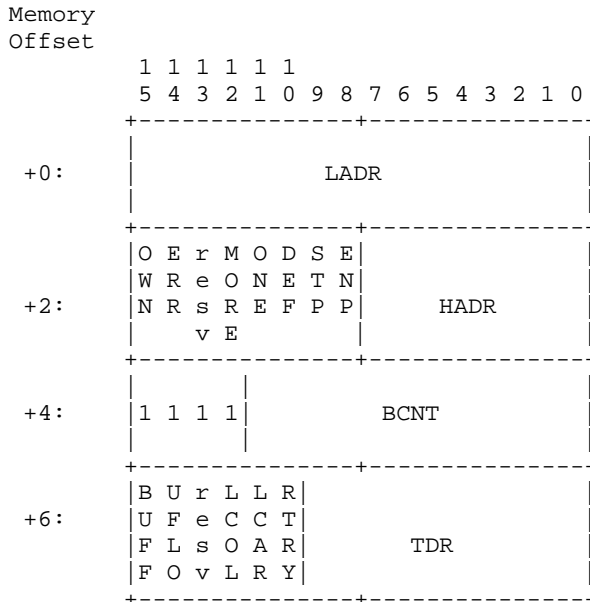 Memory
Offset
1 1 1 1 1 1
5 4 3 2 1 0 9 8 7 6 5 4 3 2 1 0
+---------------+----------------
| |
+0: | LADR |
| |
+---------------+----------------
|O E r M O D S E| |
|W R e O N E T N| |
+2: |N R s R E F P P| HADR |
| v E | |
+---------------+----------------
| | |
+4: |1 1 1 1| BCNT |
| | |
+---------------+----------------
|B U r L L R| |
+6: |U F e C C T| |
|F L s O A R| TDR |
|F O v L R Y| |
+---------------+----------------